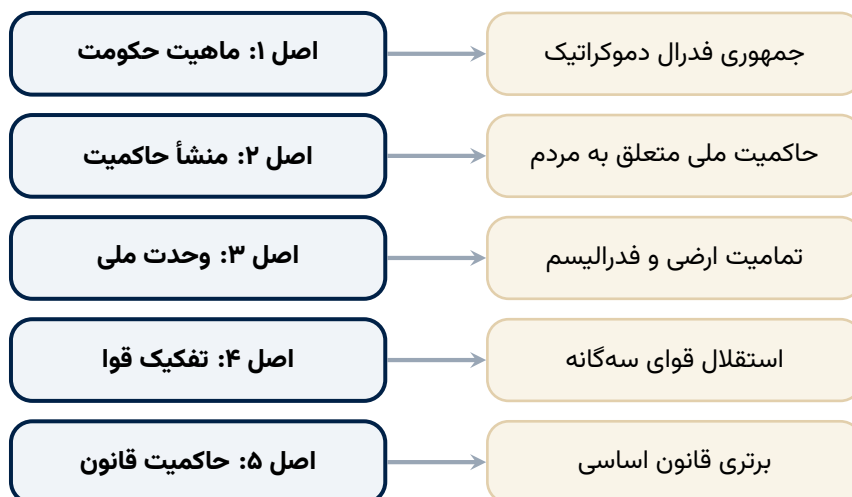 اصل ۱: ماهیت حکومت
جمهوری فدرال دموکراتیک
اصل ۲: منشأ حاکمیت
حاکمیت ملی متعلق به مردم
اصل ۳: وحدت ملی
تمامیت ارضی و فدرالیسم
اصل ۴: تفکیک قوا
استقلال قوای سه‌گانه
اصل ۵: حاکمیت قانون
برتری قانون اساسی